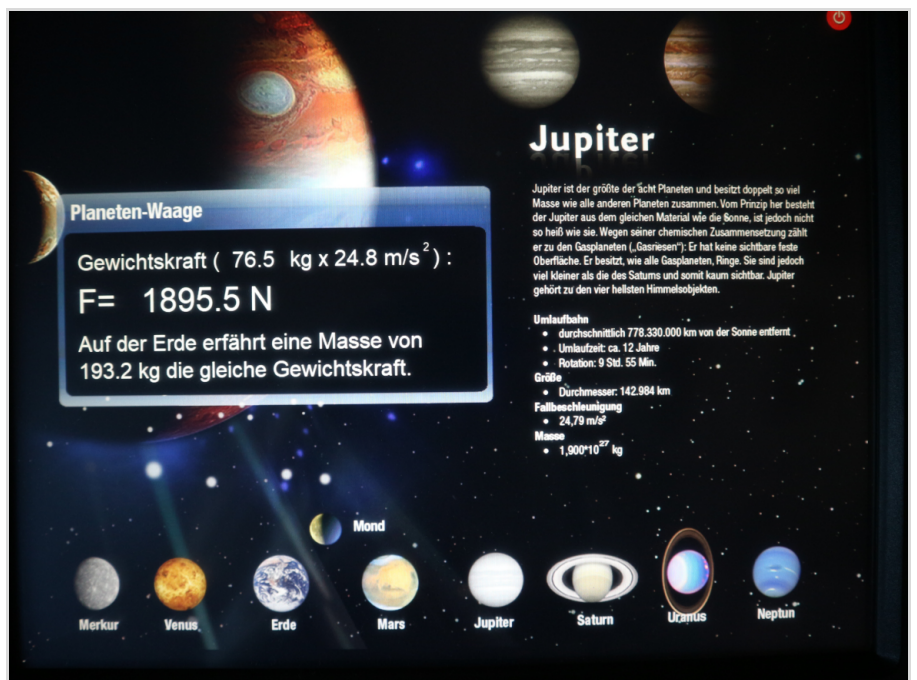 Jupiter
Jupiter ist der größte der acht Planeten und besitzt doppelt so viel
Masse wie alle anderen Planeten zusammen. Vom Prinzip her besteht
der Jupiter aus dem gleichen Material wie die Sonne, ist jedoch nicht
so heiß wie sie. Wegen seiner chemischen Zusammensetzung zählt
er zu den Gasplaneten („Gasriesen“): Er hat keine sichtbare feste
Oberfläche. Er besitzt, wie alle Gasplaneten, Ringe. Sie sind jedoch
viel kleiner als die des Saturns und somit kaum sichtbar. Jupiter
gehört zu den vier hellsten Himmelsobjekten.
Umlaufbahn
• durchschnittlich 778.330.000 km von der Sonne entfernt
• Umlaufzeit: ca. 12 Jahre
• Rotation: 9 Std. 55 Min.
Größe
• Durchmesser: 142.984 km
Fallbeschleunigung
• 24,79 m/s²
Masse
• 1,900*10²⁷ kg
Planeten-Waage
Gewichtskraft ( 76.5 kg x 24.8 m/s² ) :
F= 1895.5 N
Auf der Erde erfährt eine Masse von
193.2 kg die gleiche Gewichtskraft.
Mond
Merkur Venus Erde Mars Jupiter Saturn Uranus Neptun